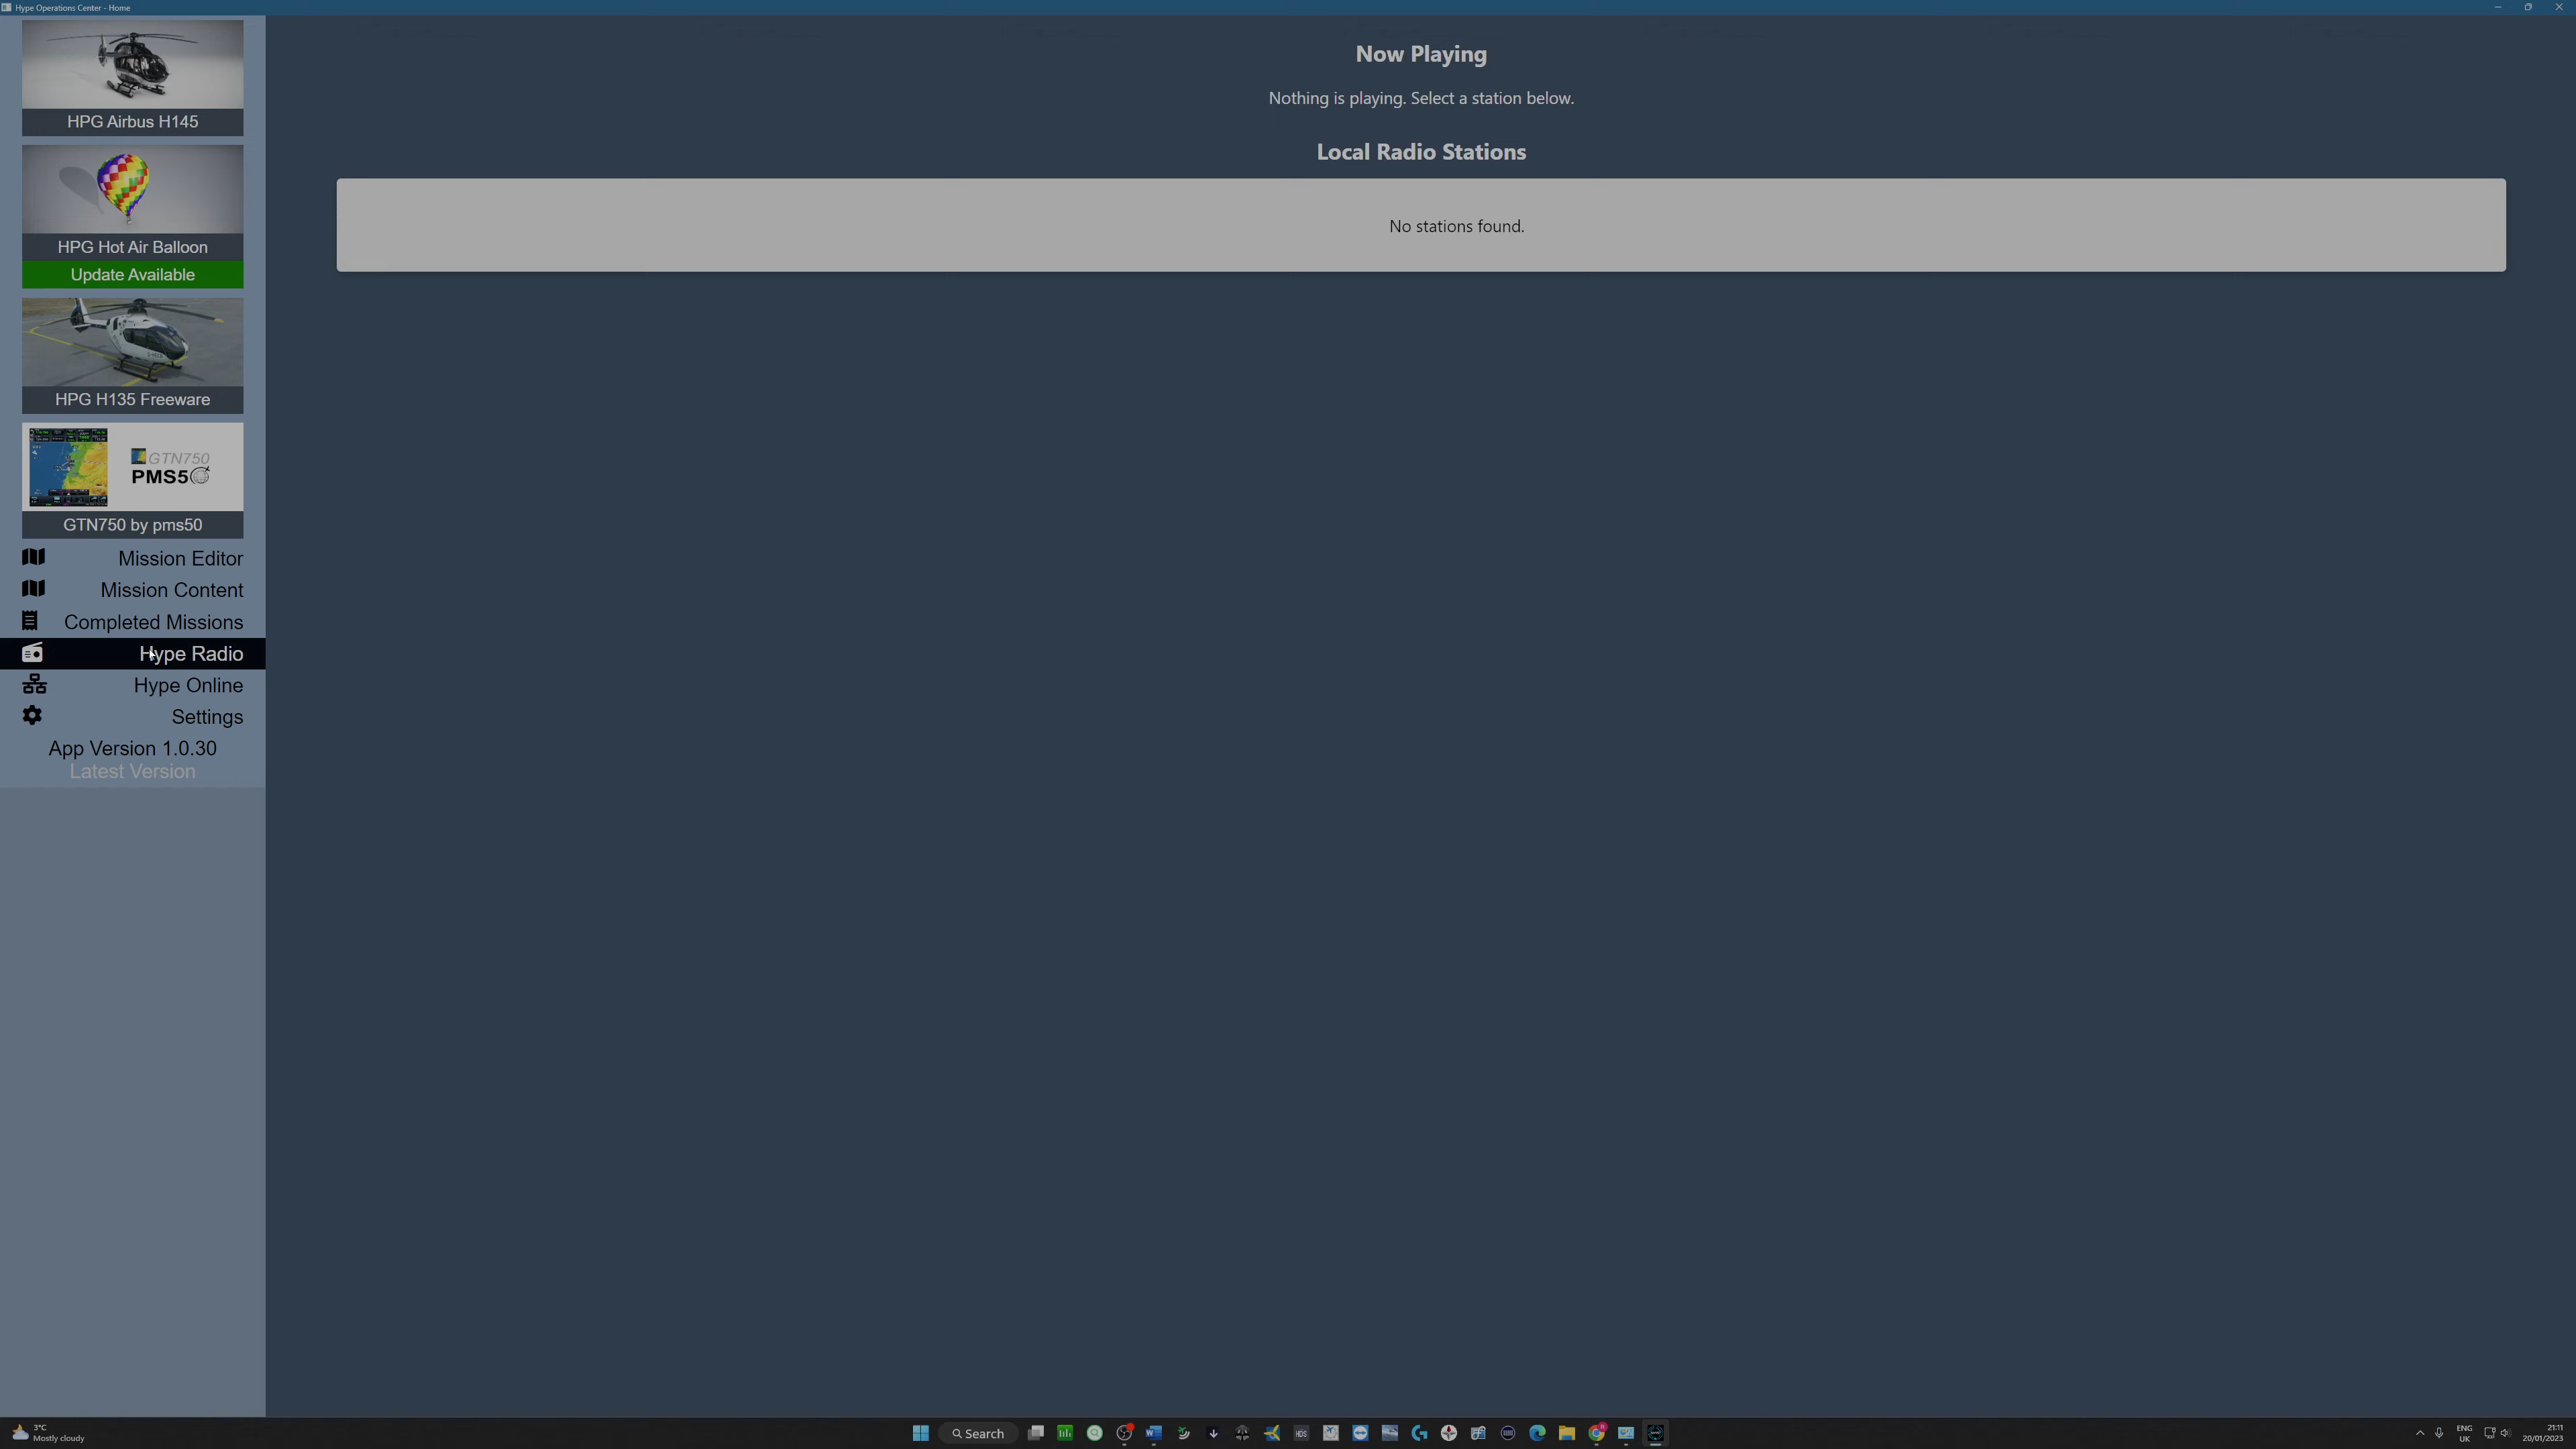 Hype Operations Center - Home
HPG Airbus H145
HPG Hot Air Balloon
Update Available
HPG H135 Freeware
GTN750
PMS50
GTN750 by pms50
Mission Editor
Mission Content
Completed Missions
Hype Radio
Hype Online
Settings
App Version 1.0.30
Latest Version
Now Playing
Nothing is playing. Select a station below.
Local Radio Stations
No stations found.
3°C
Mostly cloudy
Search
HDS
ENG
UK
21:11
20/01/2023